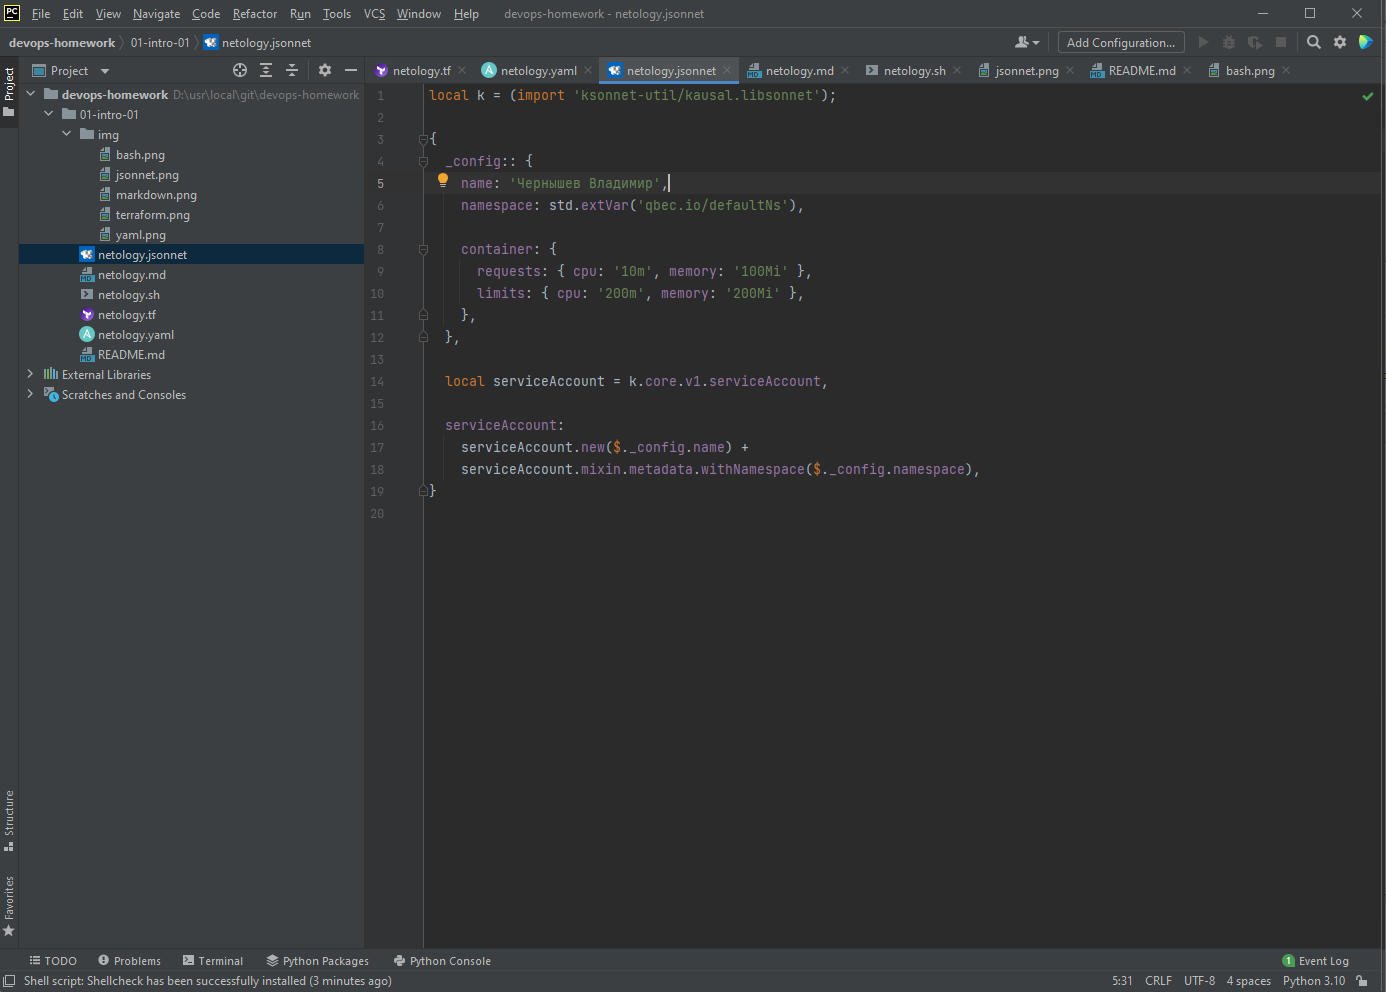 PC File Edit View Navigate Code Refactor Run Tools VCS Window Help devops-homework - netology.jsonnet
devops-homework 01-intro-01 netology.jsonnet Add Configuration...
Project
Project
netology.tf netology.yaml netology.jsonnet netology.md netology.sh jsonnet.png README.md bash.png
devops-homework D:\usr\local\git\devops-homework
01-intro-01
img
bash.png
jsonnet.png
markdown.png
terraform.png
yaml.png
netology.jsonnet
netology.md
netology.sh
netology.tf
netology.yaml
README.md
External Libraries
Scratches and Consoles
1 local k = (import 'ksonnet-util/kausal.libsonnet');
2
3 {
4 _config:: {
5 name: 'Чернышев Владимир',
6 namespace: std.extVar('qbec.io/defaultNs'),
7
8 container: {
9 requests: { cpu: '10m', memory: '100Mi' },
10 limits: { cpu: '200m', memory: '200Mi' },
11 },
12 },
13
14 local serviceAccount = k.core.v1.serviceAccount,
15
16 serviceAccount:
17 serviceAccount.new($._config.name) +
18 serviceAccount.mixin.metadata.withNamespace($._config.namespace),
19 }
20
Structure
Favorites
TODO Problems Terminal Python Packages Python Console 1 Event Log
Shell script: Shellcheck has been successfully installed (3 minutes ago) 5:31 CRLF UTF-8 4 spaces Python 3.10